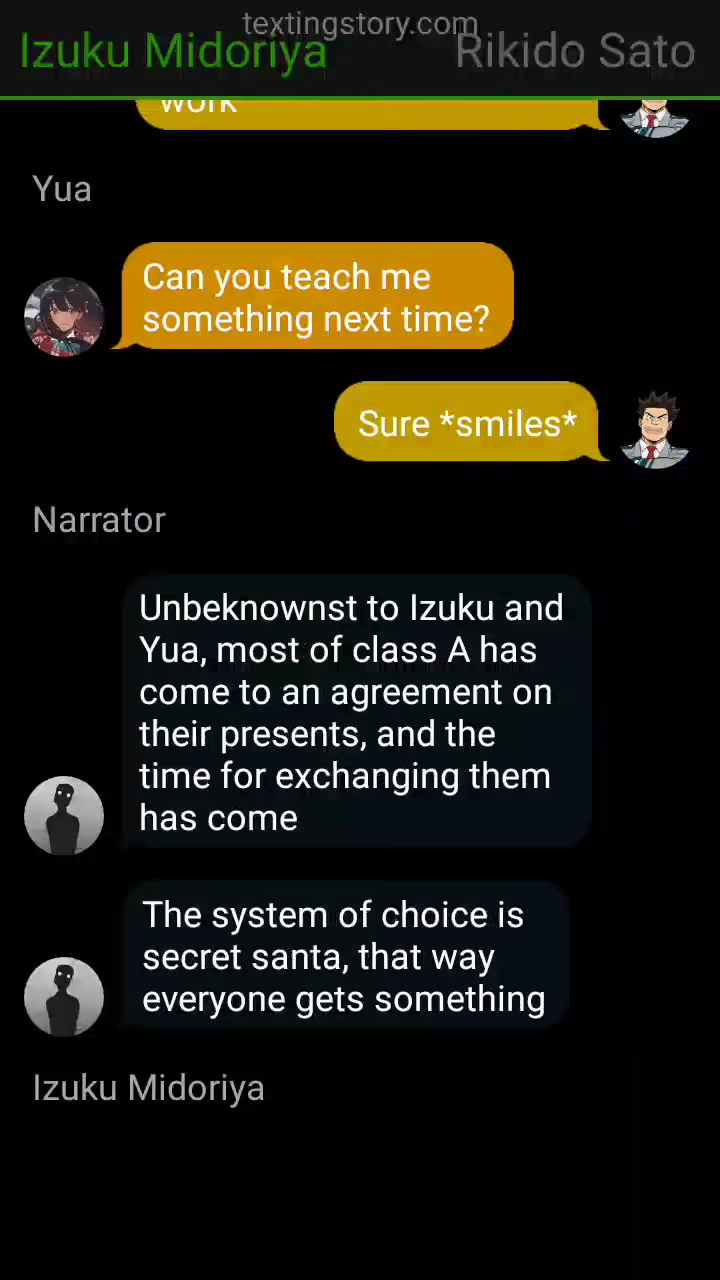 textingstory.com
Izuku Midoriya
Rikido Sato
work
Yua
Can you teach me
something next time?
Sure *smiles*
Narrator
Unbeknownst to Izuku and
Yua, most of class A has
come to an agreement on
their presents, and the
time for exchanging them
has come
The system of choice is
secret santa, that way
everyone gets something
Izuku Midoriya